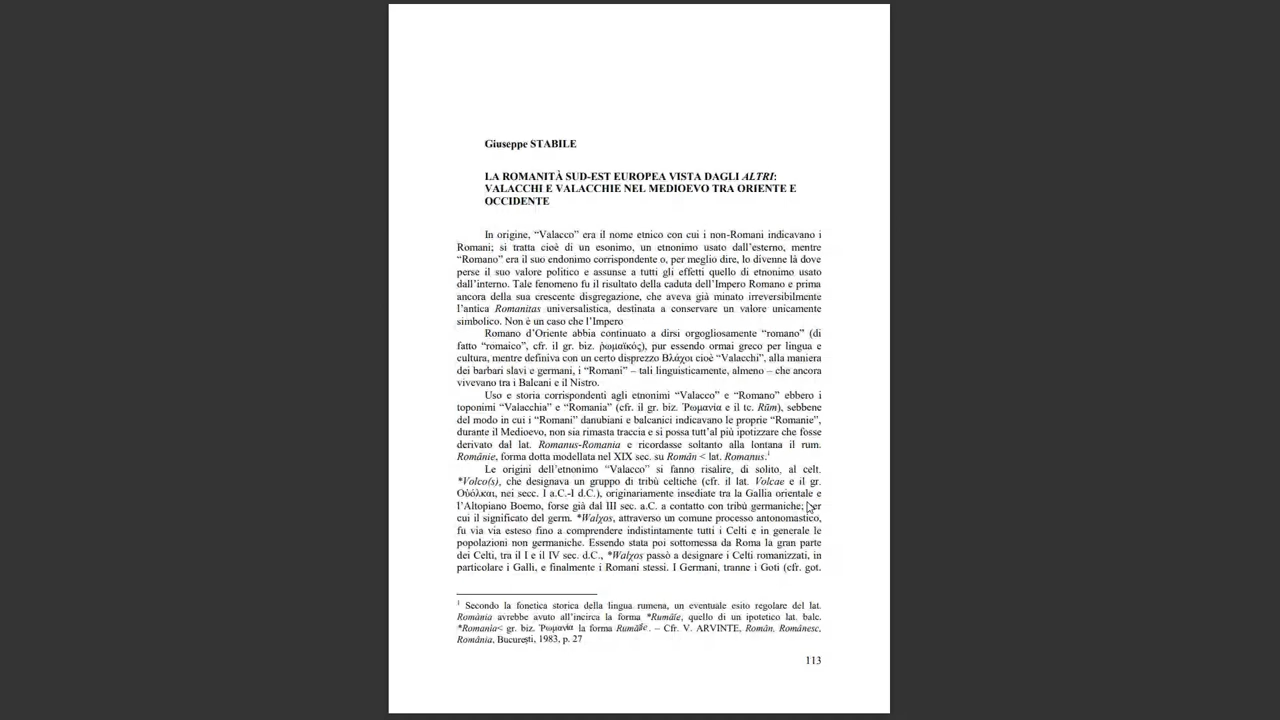 Giuseppe STABILE
LA ROMANITÀ SUD-EST EUROPEA VISTA DAGLI ALTRI:
VALACCHI E VALACCHIE NEL MEDIOEVO TRA ORIENTE E
OCCIDENTE
In origine, “Valacco” era il nome etnico con cui i non-Romani indicavano i
Romani; si tratta cioè di un esonimo, un etnonimo usato dall’esterno, mentre
“Romano” era il suo endonimo corrispondente o, per meglio dire, lo divenne là dove
perse il suo valore politico e assunse a tutti gli effetti quello di etnonimo usato
dall’interno. Tale fenomeno fu il risultato della caduta dell’Impero Romano e prima
ancora della sua crescente disgregazione, che aveva già minato irreversibilmente
l’antica Romanitas universalistica, destinata a conservare un valore unicamente
simbolico. Non è un caso che l’Impero
Romano d’Oriente abbia continuato a dirsi orgogliosamente “romano” (di
fatto “romaico”, cfr. il gr. biz. ῥωμαϊκός), pur essendo ormai greco per lingua e
cultura, mentre definiva con un certo disprezzo Βλάχοι cioè “Valacchi”, alla maniera
dei barbari slavi e germani, i “Romani” – tali linguisticamente, almeno – che ancora
vivevano tra i Balcani e il Nistro.
Uso e storia corrispondenti agli etnonimi “Valacco” e “Romano” ebbero i
toponimi “Valacchia” e “Romania” (cfr. il gr. biz. Ῥωμανία e il tc. Rūm), sebbene
del modo in cui i “Romani” danubiani e balcanici indicavano le proprie “Romanie”,
durante il Medioevo, non sia rimasta traccia e si possa tutt’al più ipotizzare che fosse
derivato dal lat. Romanus-Romania e ricordasse soltanto alla lontana il rum.
Românie, forma dotta modellata nel XIX sec. su Român < lat. Romanus.¹
Le origini dell’etnonimo “Valacco” si fanno risalire, di solito, al celt.
*Volco(s), che designava un gruppo di tribù celtiche (cfr. il lat. Volcae e il gr.
Οὐόλκαι, nei secc. I a.C.-I d.C.), originariamente insediate tra la Gallia orientale e
l’Altopiano Boemo, forse già dal III sec. a.C. a contatto con tribù germaniche; per
cui il significato del germ. *Walχos, attraverso un comune processo antonomastico,
fu via via esteso fino a comprendere indistintamente tutti i Celti e in generale le
popolazioni non germaniche. Essendo stata poi sottomessa da Roma la gran parte
dei Celti, tra il I e il IV sec. d.C., *Walχos passò a designare i Celti romanizzati, in
particolare i Galli, e finalmente i Romani stessi. I Germani, tranne i Goti (cfr. got.
¹ Secondo la fonetica storica della lingua rumena, un eventuale esito regolare del lat.
Romània avrebbe avuto all’incirca la forma *Rumâie, quello di un ipotetico lat. balc.
*Romanìa< gr. biz. Ῥωμανία la forma – Cfr. V. ARVINTE, Român, Românesc,
România, București, 1983, p. 27
113